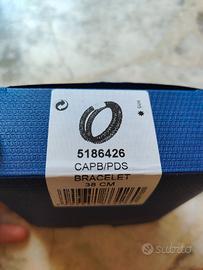 5186426
CAPB/PDS
BRACELET
38 CM
subito